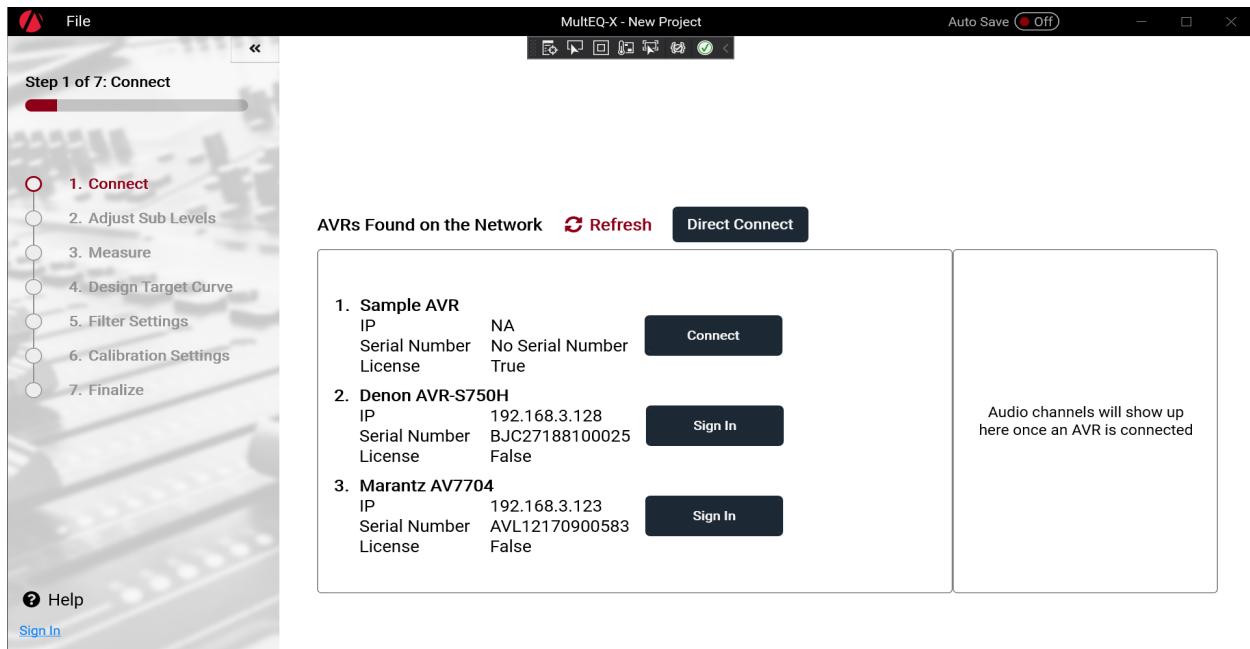 File
MultEQ-X - New Project
Auto Save Off
Step 1 of 7: Connect
1. Connect
2. Adjust Sub Levels
3. Measure
4. Design Target Curve
5. Filter Settings
6. Calibration Settings
7. Finalize
Help
Sign In
AVRs Found on the Network Refresh Direct Connect
1. Sample AVR
IP NA
Serial Number No Serial Number
License True
Connect
2. Denon AVR-S750H
IP 192.168.3.128
Serial Number BJC27188100025
License False
Sign In
3. Marantz AV7704
IP 192.168.3.123
Serial Number AVL12170900583
License False
Sign In
Audio channels will show up
here once an AVR is connected